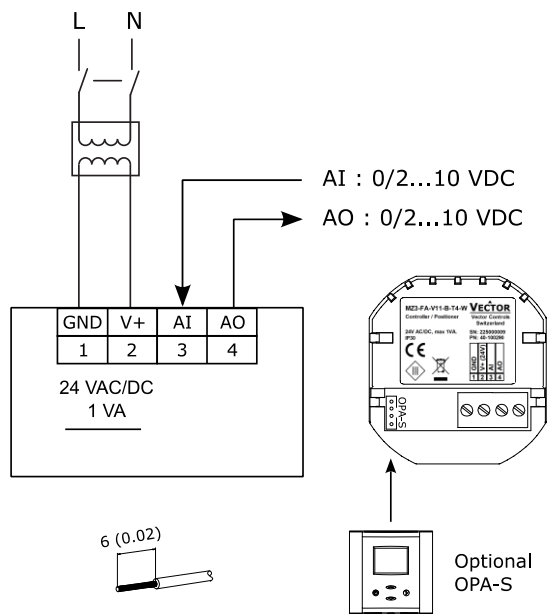 L N
AI : 0/2...10 VDC
AO : 0/2...10 VDC
GND V+ AI AO
1 2 3 4
24 VAC/DC
1 VA
MZ3-FA-V11-B-T4-W
Controller / Positioner
VECTOR
Vector Controls
Switzerland
24V AC/DC, max 1VA.
IP30
SN: 225000009
PN: 40-100290
CE
III
GND
V+ (24V)
AI
AO
1 2 3 4
OPA-S
6 (0.02)
Optional
OPA-S